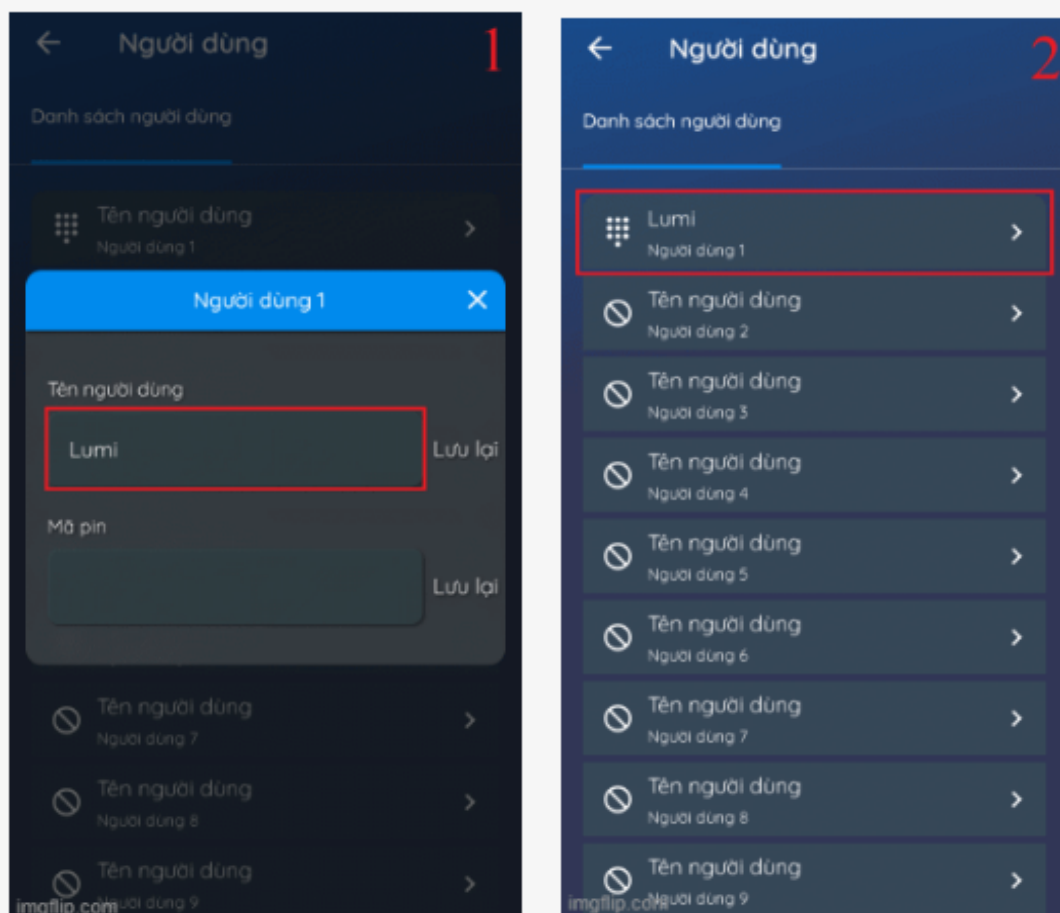 Người dùng
1
Danh sách người dùng
Tên người dùng
Người dùng 1
Người dùng 1
Tên người dùng
Lumi
Lưu lại
Mã pin
Lưu lại
Tên người dùng
Người dùng 7
Tên người dùng
Người dùng 8
Tên người dùng
Người dùng 9
imgflip.com
Người dùng
2
Danh sách người dùng
Lumi
Người dùng 1
Tên người dùng
Người dùng 2
Tên người dùng
Người dùng 3
Tên người dùng
Người dùng 4
Tên người dùng
Người dùng 5
Tên người dùng
Người dùng 6
Tên người dùng
Người dùng 7
Tên người dùng
Người dùng 8
Tên người dùng
Người dùng 9
imgflip.com